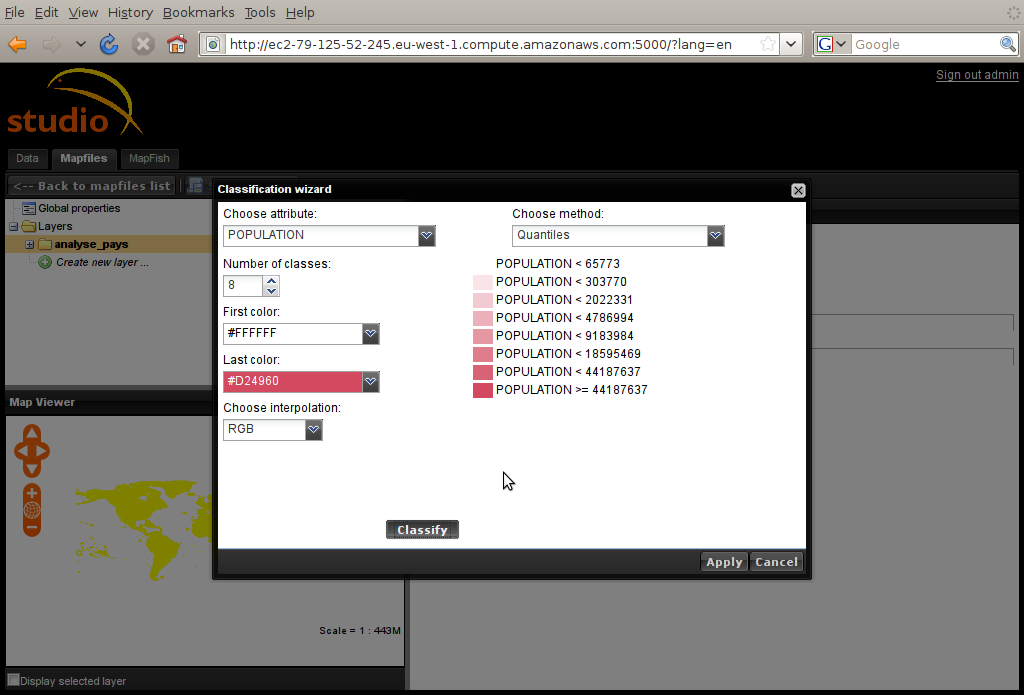 File Edit View History Bookmarks Tools Help
http://ec2-79-125-52-245.eu-west-1.compute.amazonaws.com:5000/?lang=en
G Google
Sign out admin
studio
Data Mapfiles MapFish
<-- Back to mapfiles list
Classification wizard
Global properties
Layers
analyse_pays
Create new layer ...
Choose attribute: Choose method:
POPULATION Quantiles
Number of classes:
8
First color:
#FFFFFF
Last color:
#D24960
Choose interpolation:
RGB
POPULATION < 65773
POPULATION < 303770
POPULATION < 2022331
POPULATION < 4786994
POPULATION < 9183984
POPULATION < 18595469
POPULATION < 44187637
POPULATION >= 44187637
Classify
Apply Cancel
Map Viewer
Scale = 1 : 443M
Display selected layer